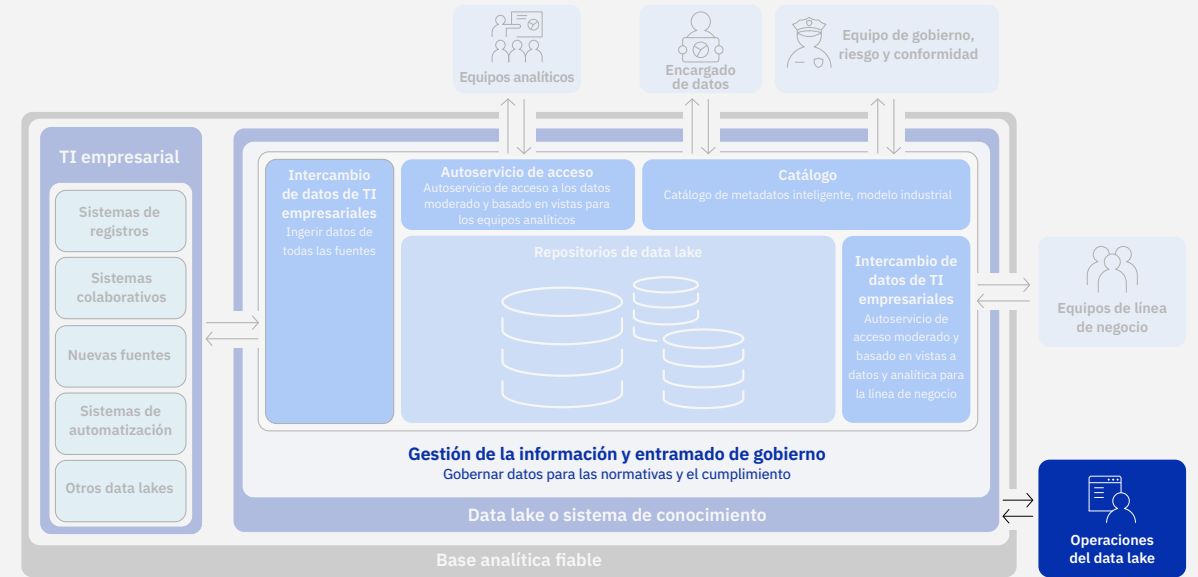 Equipos analíticos
Encargado
de datos
Equipo de gobierno,
riesgo y conformidad
TI empresarial
Sistemas de
registros
Sistemas
colaborativos
Nuevas fuentes
Sistemas de
automatización
Otros data lakes
Intercambio
de datos de TI
empresariales
Ingerir datos de
todas las fuentes
Autoservicio de acceso
Autoservicio de acceso a los datos
moderado y basado en vistas para
los equipos analíticos
Catálogo
Catálogo de metadatos inteligente, modelo industrial
Repositorios de data lake
Intercambio de
datos de TI
empresariales
Autoservicio de
acceso moderado y
basado en vistas a
datos y analítica para
la línea de negocio
Equipos de línea
de negocio
Gestión de la información y entramado de gobierno
Gobernar datos para las normativas y el cumplimiento
Data lake o sistema de conocimiento
Operaciones
del data lake
Base analítica fiable